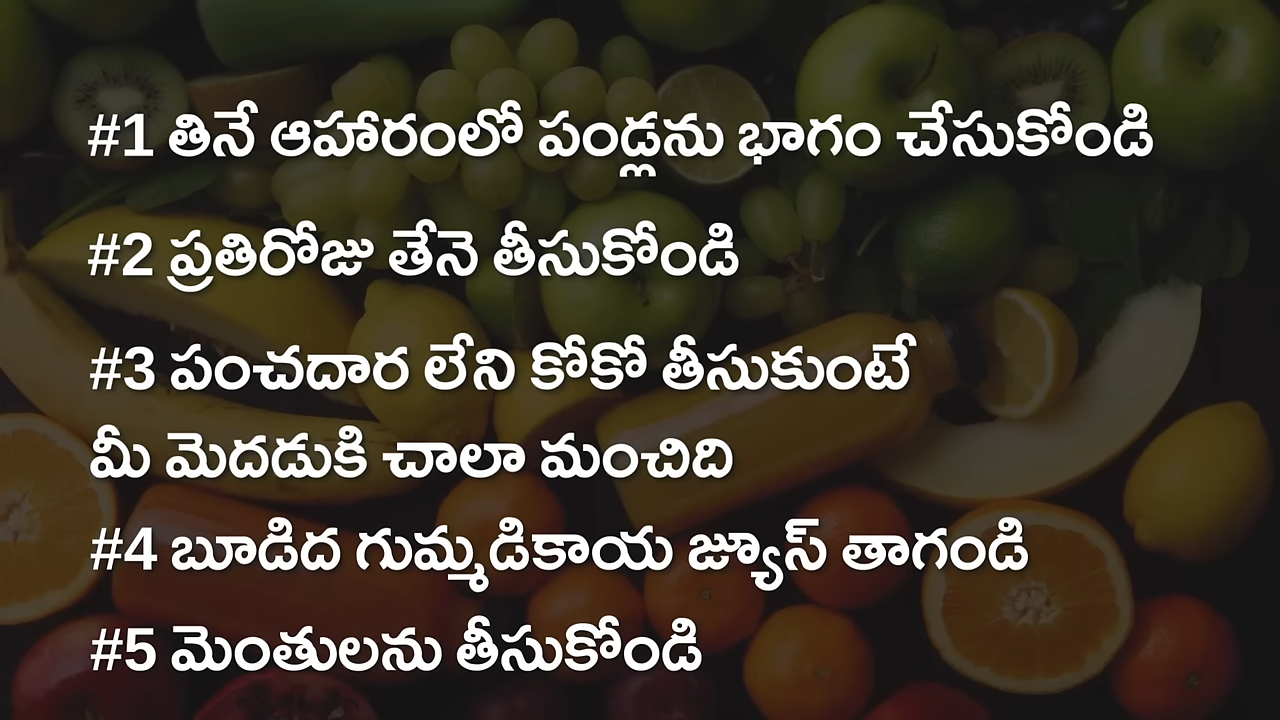 #1 తినే ఆహారంలో పండ్లను భాగం చేసుకోండి
#2 ప్రతిరోజు తేనె తీసుకోండి
#3 పంచదార లేని కోకో తీసుకుంటే
మీ మెదడుకి చాలా మంచిది
#4 బూడిద గుమ్మడికాయ జ్యూస్ తాగండి
#5 మెంతులను తీసుకోండి